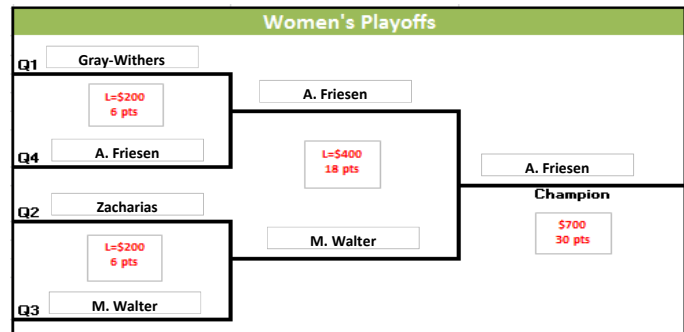 Women's Playoffs
Q1 Gray-Withers
L=$200
6 pts
Q4 A. Friesen
A. Friesen
L=$400
18 pts
A. Friesen
Champion
$700
30 pts
Q2 Zacharias
L=$200
6 pts
Q3 M. Walter
M. Walter